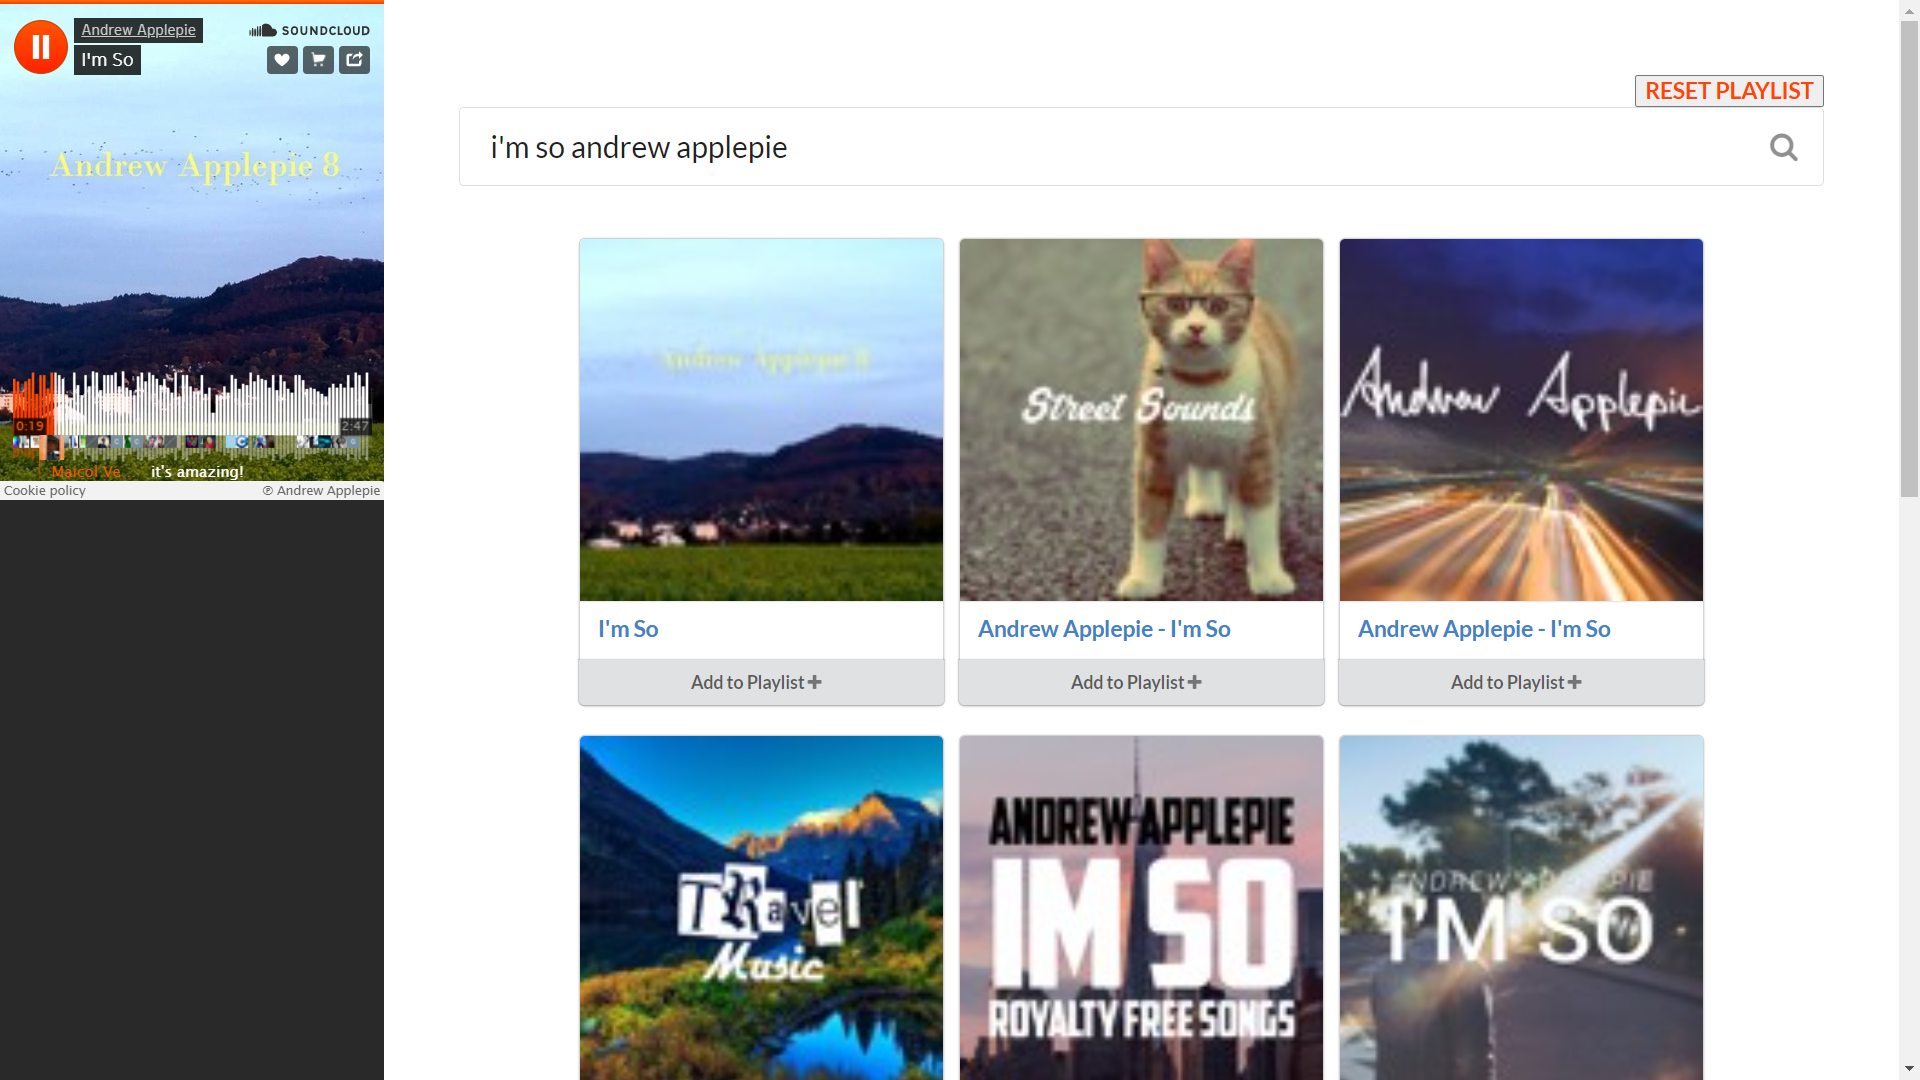 Andrew Applepie
I'm So
SOUNDCLOUD
Andrew Applepie 8
0:19
2:47
it's amazing!
Cookie policy
℗ Andrew Applepie
RESET PLAYLIST
i'm so andrew applepie
Andrew Applepie 8
Street Sounds
Andrew Applepie
I'm So
Andrew Applepie - I'm So
Andrew Applepie - I'm So
Add to Playlist
Add to Playlist
Add to Playlist
Travel
Music
ANDREW APPLEPIE
IM SO
ROYALTY FREE SONGS
ANDREW APPLEPIE
I'M SO